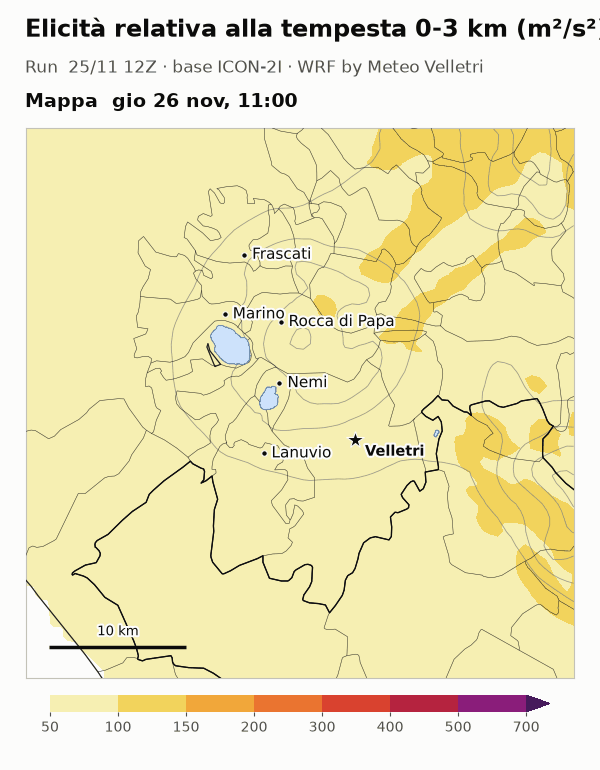 Elicità relativa alla tempesta 0-3 km (m²/s²)
Run  25/11 12Z · base ICON-2I · WRF by Meteo Velletri
Mappa  gio 26 nov, 11:00
Frascati
Marino
Rocca di Papa
Nemi
Velletri
Lanuvio
10 km
50 100 150 200 300 400 500 700